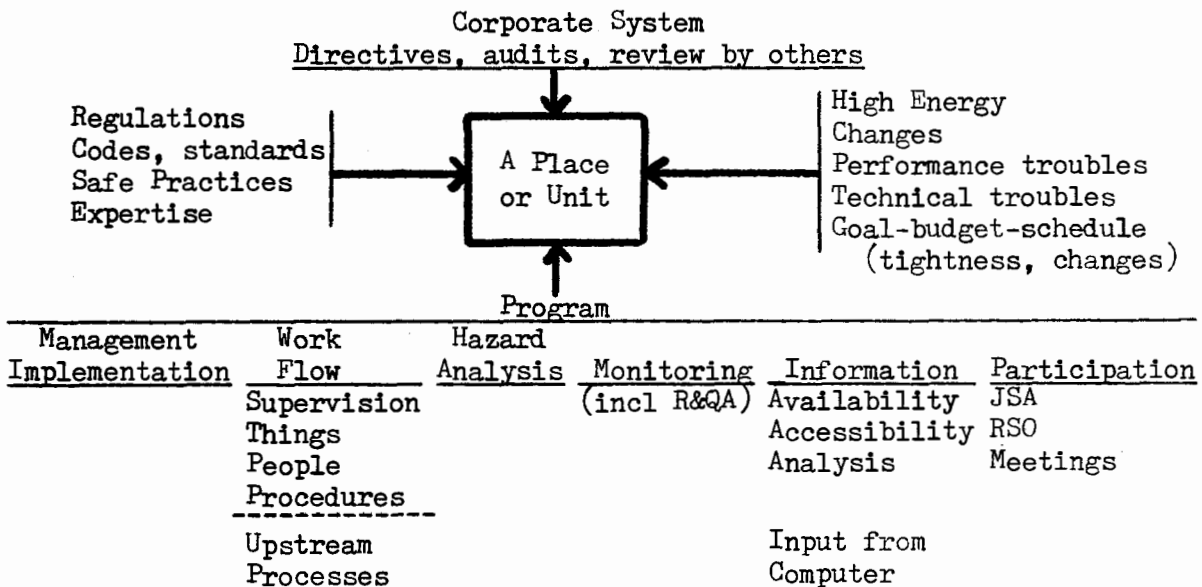 Corporate System
Directives, audits, review by others
Regulations
Codes, standards
Safe Practices
Expertise
A Place
or Unit
High Energy
Changes
Performance troubles
Technical troubles
Goal-budget-schedule
(tightness, changes)
Program
Management
Implementation
Work
Flow
Supervision
Things
People
Procedures
Upstream
Processes
Hazard
Analysis
Monitoring
(incl R&QA)
Information
Availability
Accessibility
Analysis
Input from
Computer
Participation
JSA
RSO
Meetings